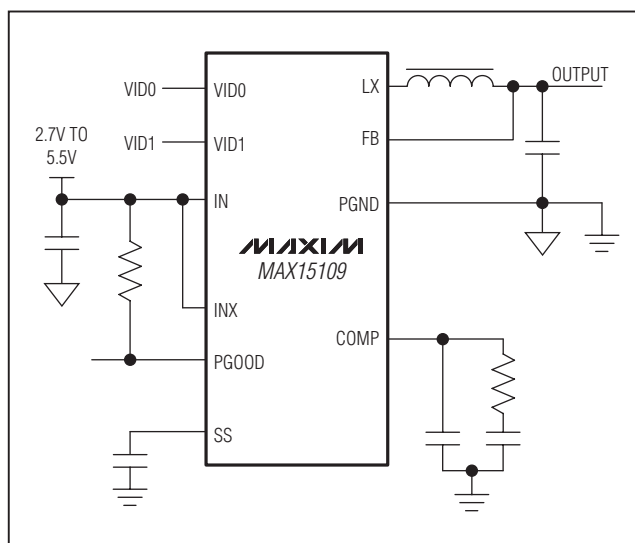 VID0
VID0
VID1
VID1
2.7V TO
5.5V
IN
INX
PGOOD
SS
MAXIM
MAX15109
LX
OUTPUT
FB
PGND
COMP